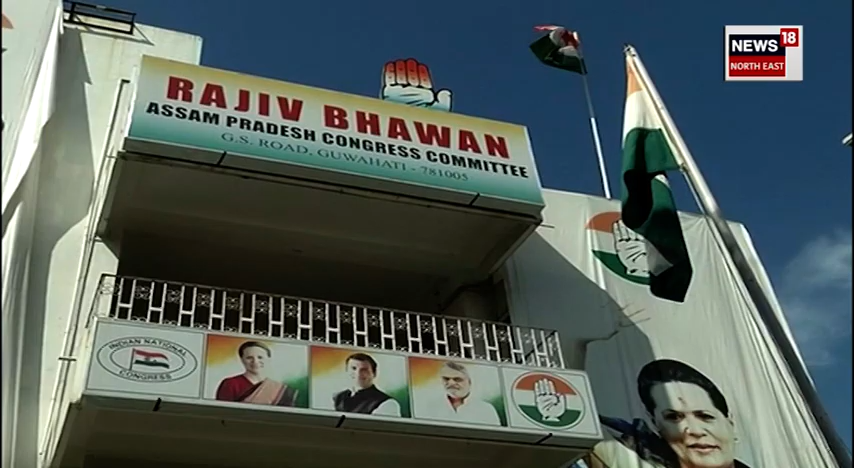 NEWS 18
NORTH EAST
RAJIV BHAWAN
ASSAM PRADESH CONGRESS COMMITTEE
G.S. ROAD, GUWAHATI - 781005
INDIAN NATIONAL
CONGRESS